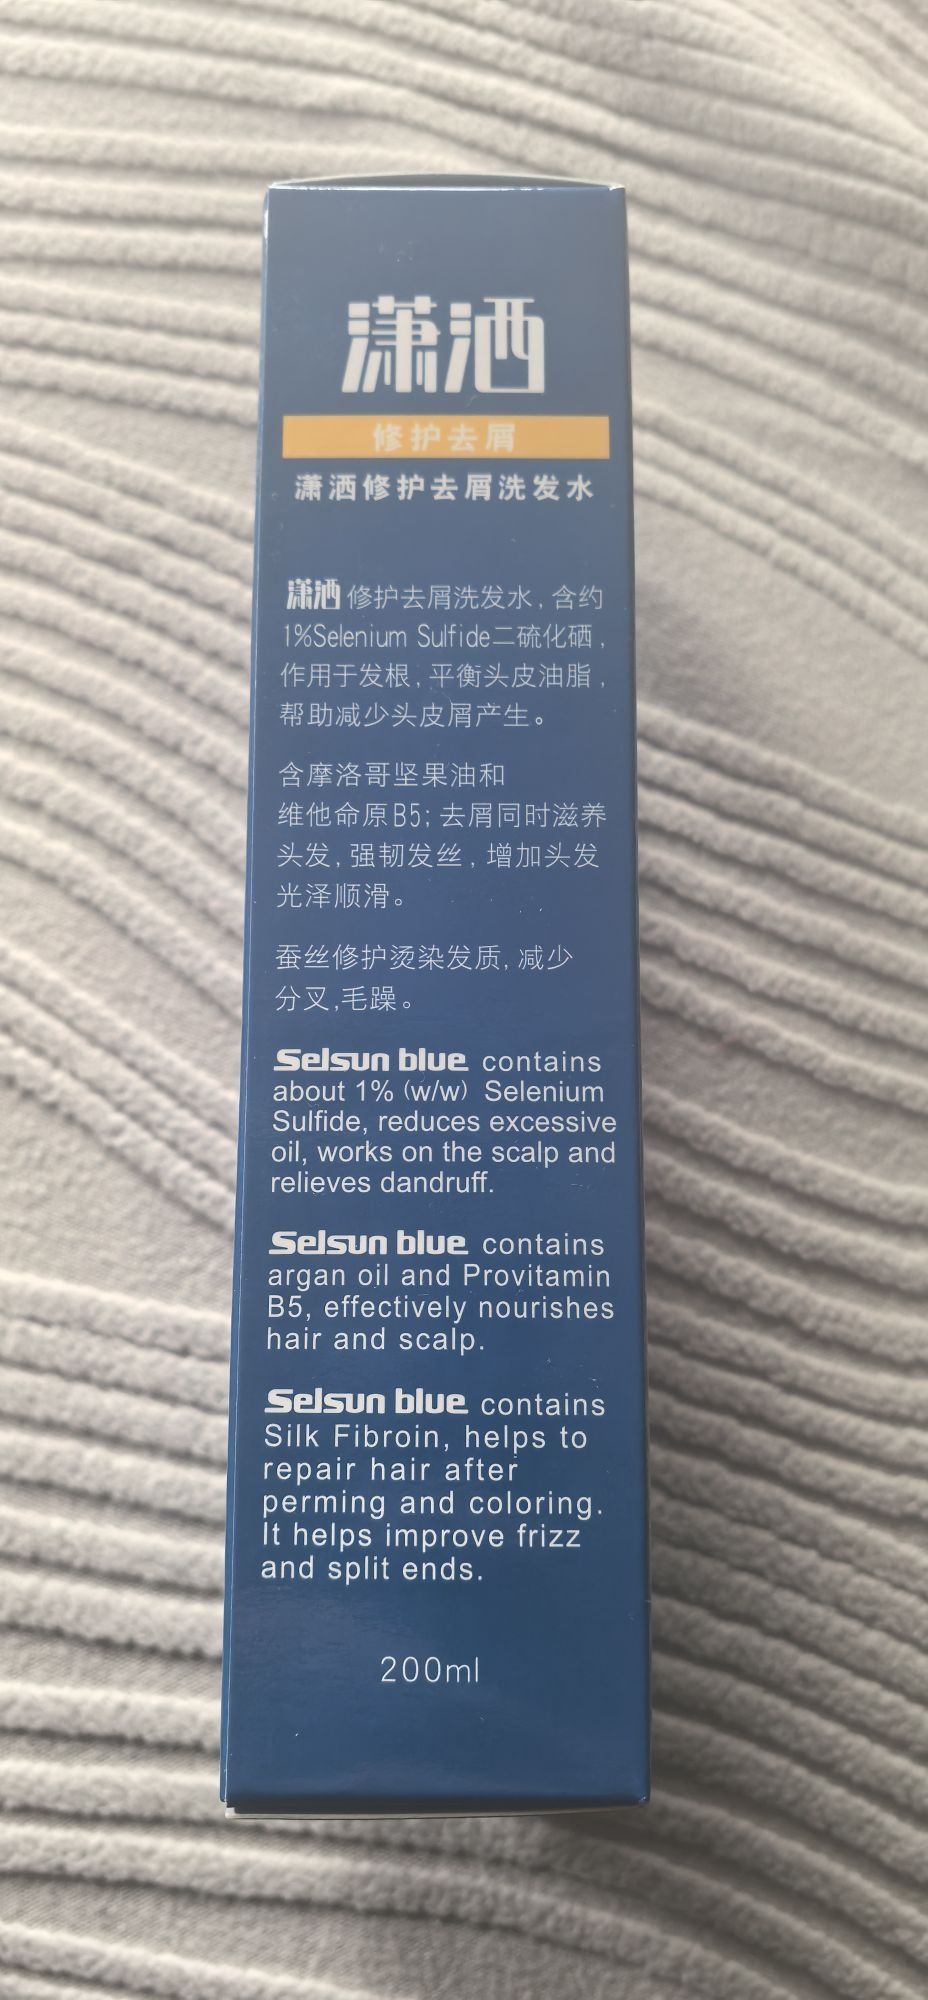 潇洒
修护去屑
潇洒修护去屑洗发水
潇洒修护去屑洗发水，含约
1%Selenium Sulfide二硫化硒，
作用于发根，平衡头皮油脂，
帮助减少头皮屑产生。
含摩洛哥坚果油和
维他命原B5；去屑同时滋养
头发，强韧发丝，增加头发
光泽顺滑。
蚕丝修护烫染发质，减少
分叉,毛躁。
Selsun blue contains
about 1% (w/w) Selenium
Sulfide, reduces excessive
oil, works on the scalp and
relieves dandruff.
Selsun blue contains
argan oil and Provitamin
B5, effectively nourishes
hair and scalp.
Selsun blue contains
Silk Fibroin, helps to
repair hair after
perming and coloring.
It helps improve frizz
and split ends.
200ml